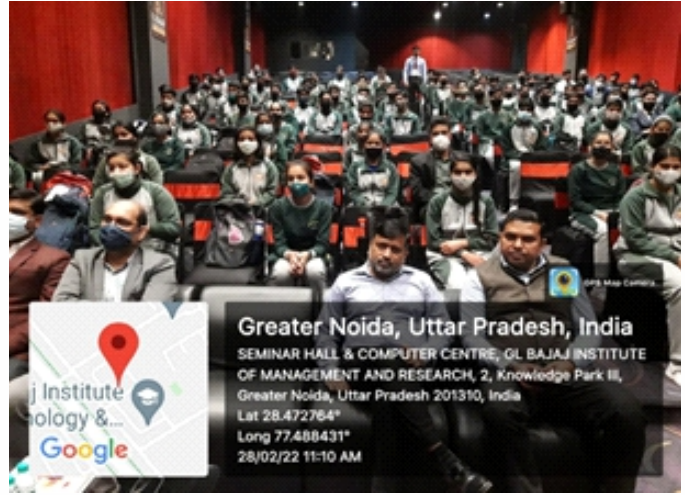 GPS Map Camera
Greater Noida, Uttar Pradesh, India
SEMINAR HALL & COMPUTER CENTRE, GL BAJAJ INSTITUTE
OF MANAGEMENT AND RESEARCH, 2, Knowledge Park III,
Greater Noida, Uttar Pradesh 201310, India
Lat 28.472764°
Long 77.488431°
28/02/22 11:10 AM
j Institute
nology &...
Google